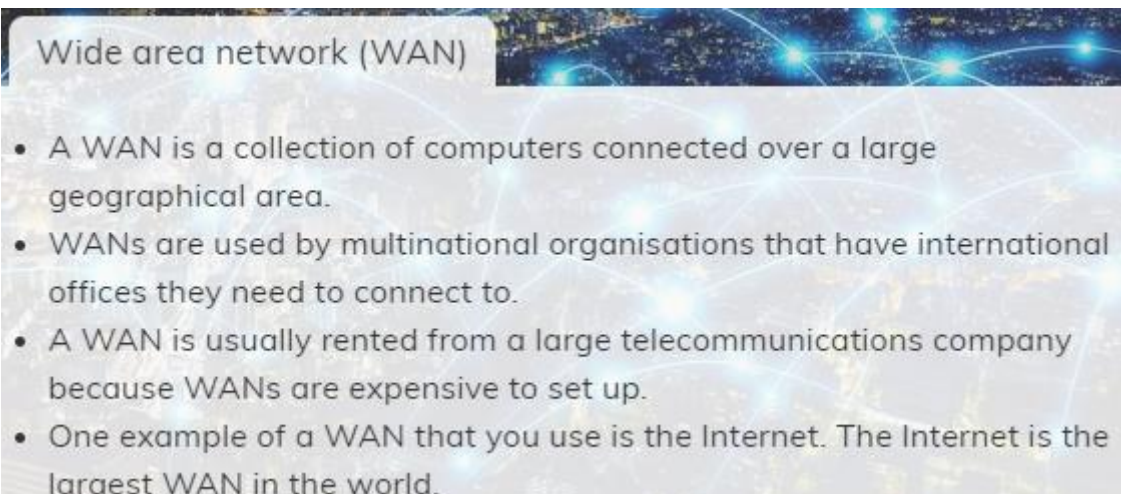 Wide area network (WAN)
• A WAN is a collection of computers connected over a large
geographical area.
• WANs are used by multinational organisations that have international
offices they need to connect to.
• A WAN is usually rented from a large telecommunications company
because WANs are expensive to set up.
• One example of a WAN that you use is the Internet. The Internet is the
largest WAN in the world.